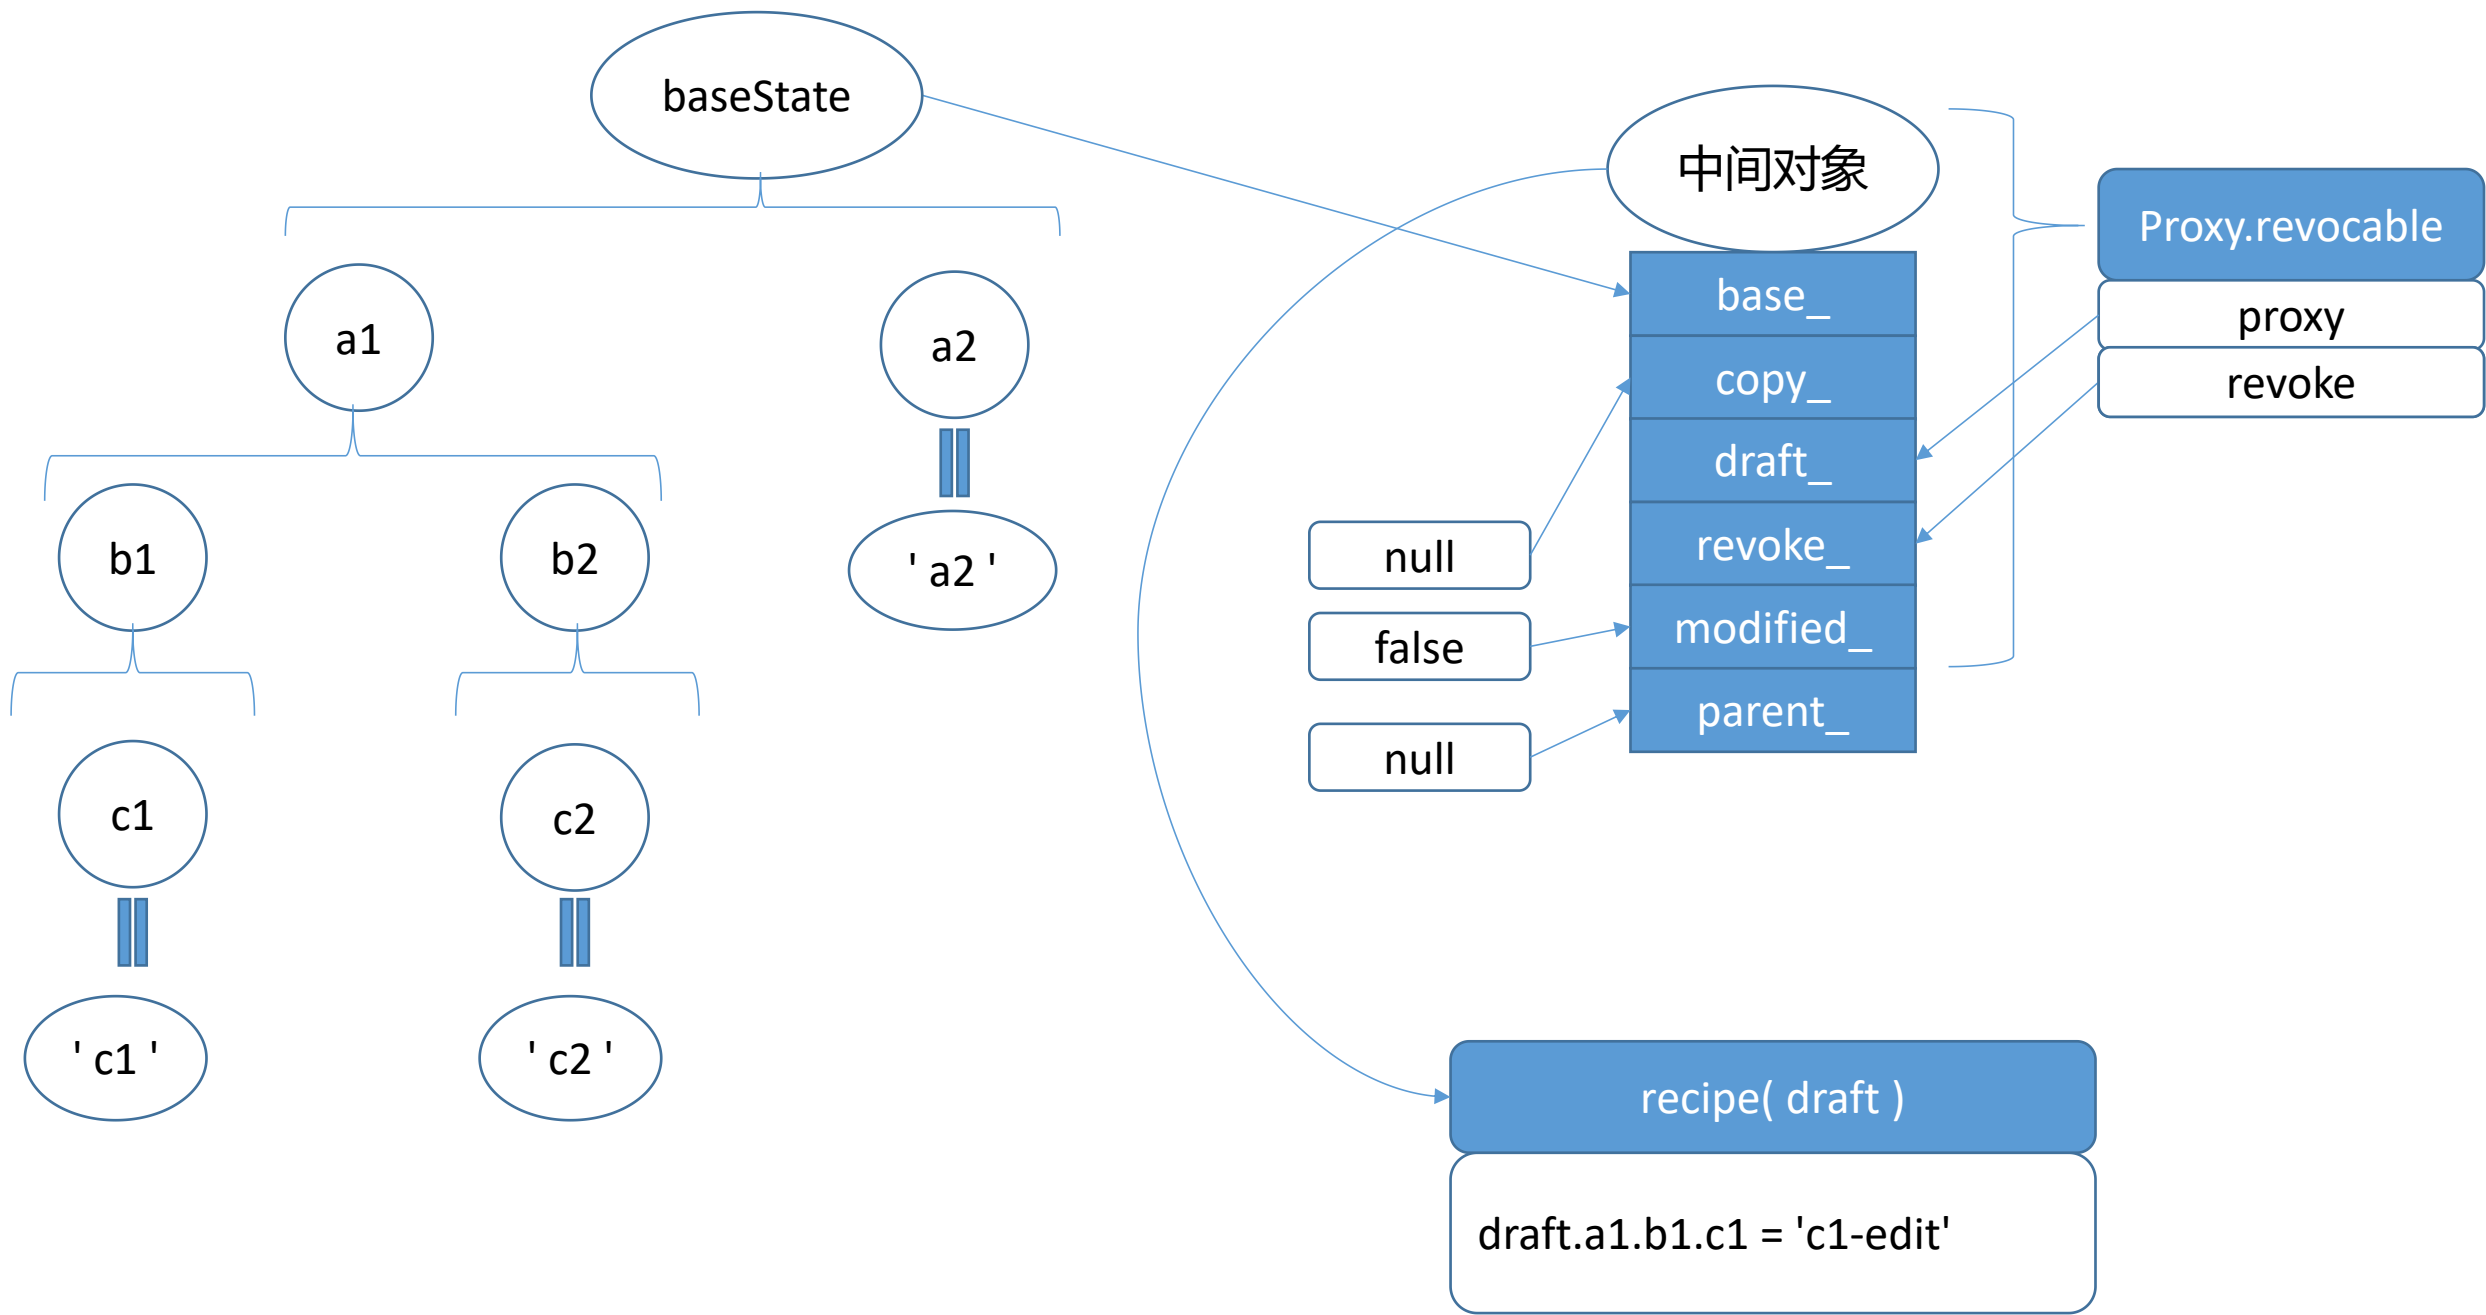 baseState
a1
a2
b1
b2
' a2 '
c1
c2
' c1 '
' c2 '
中间对象
base_
copy_
draft_
revoke_
modified_
parent_
null
false
null
Proxy.revocable
proxy
revoke
recipe( draft )
draft.a1.b1.c1 = 'c1-edit'